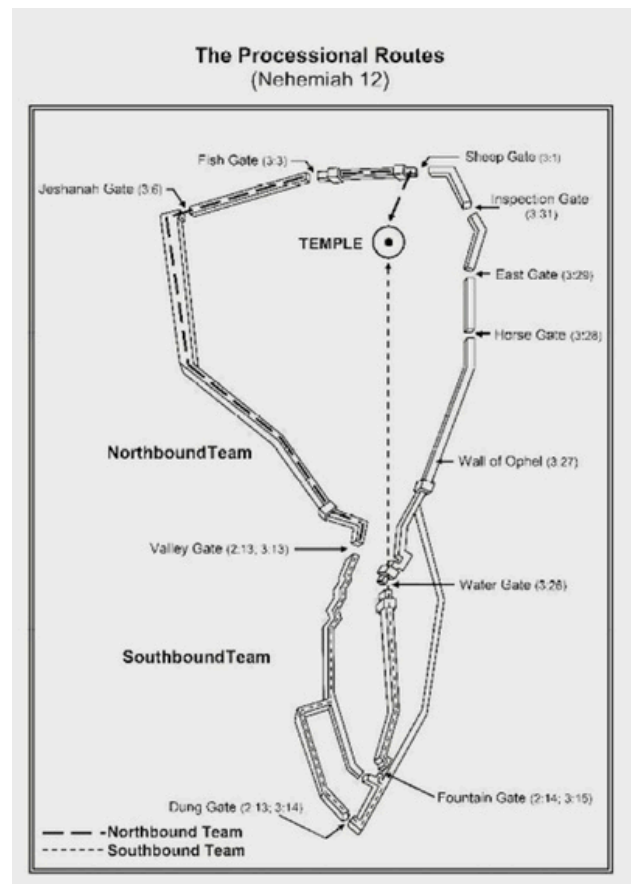 The Processional Routes
(Nehemiah 12)
Fish Gate (3:3)
Sheep Gate (3:1)
Jeshanah Gate (3:6)
Inspection Gate
(3:31)
TEMPLE
East Gate (3:29)
Horse Gate (3:28)
NorthboundTeam
Wall of Ophel (3:27)
Valley Gate (2:13; 3:13)
Water Gate (3:26)
SouthboundTeam
Fountain Gate (2:14; 3:15)
Dung Gate (2:13; 3:14)
Northbound Team
Southbound Team